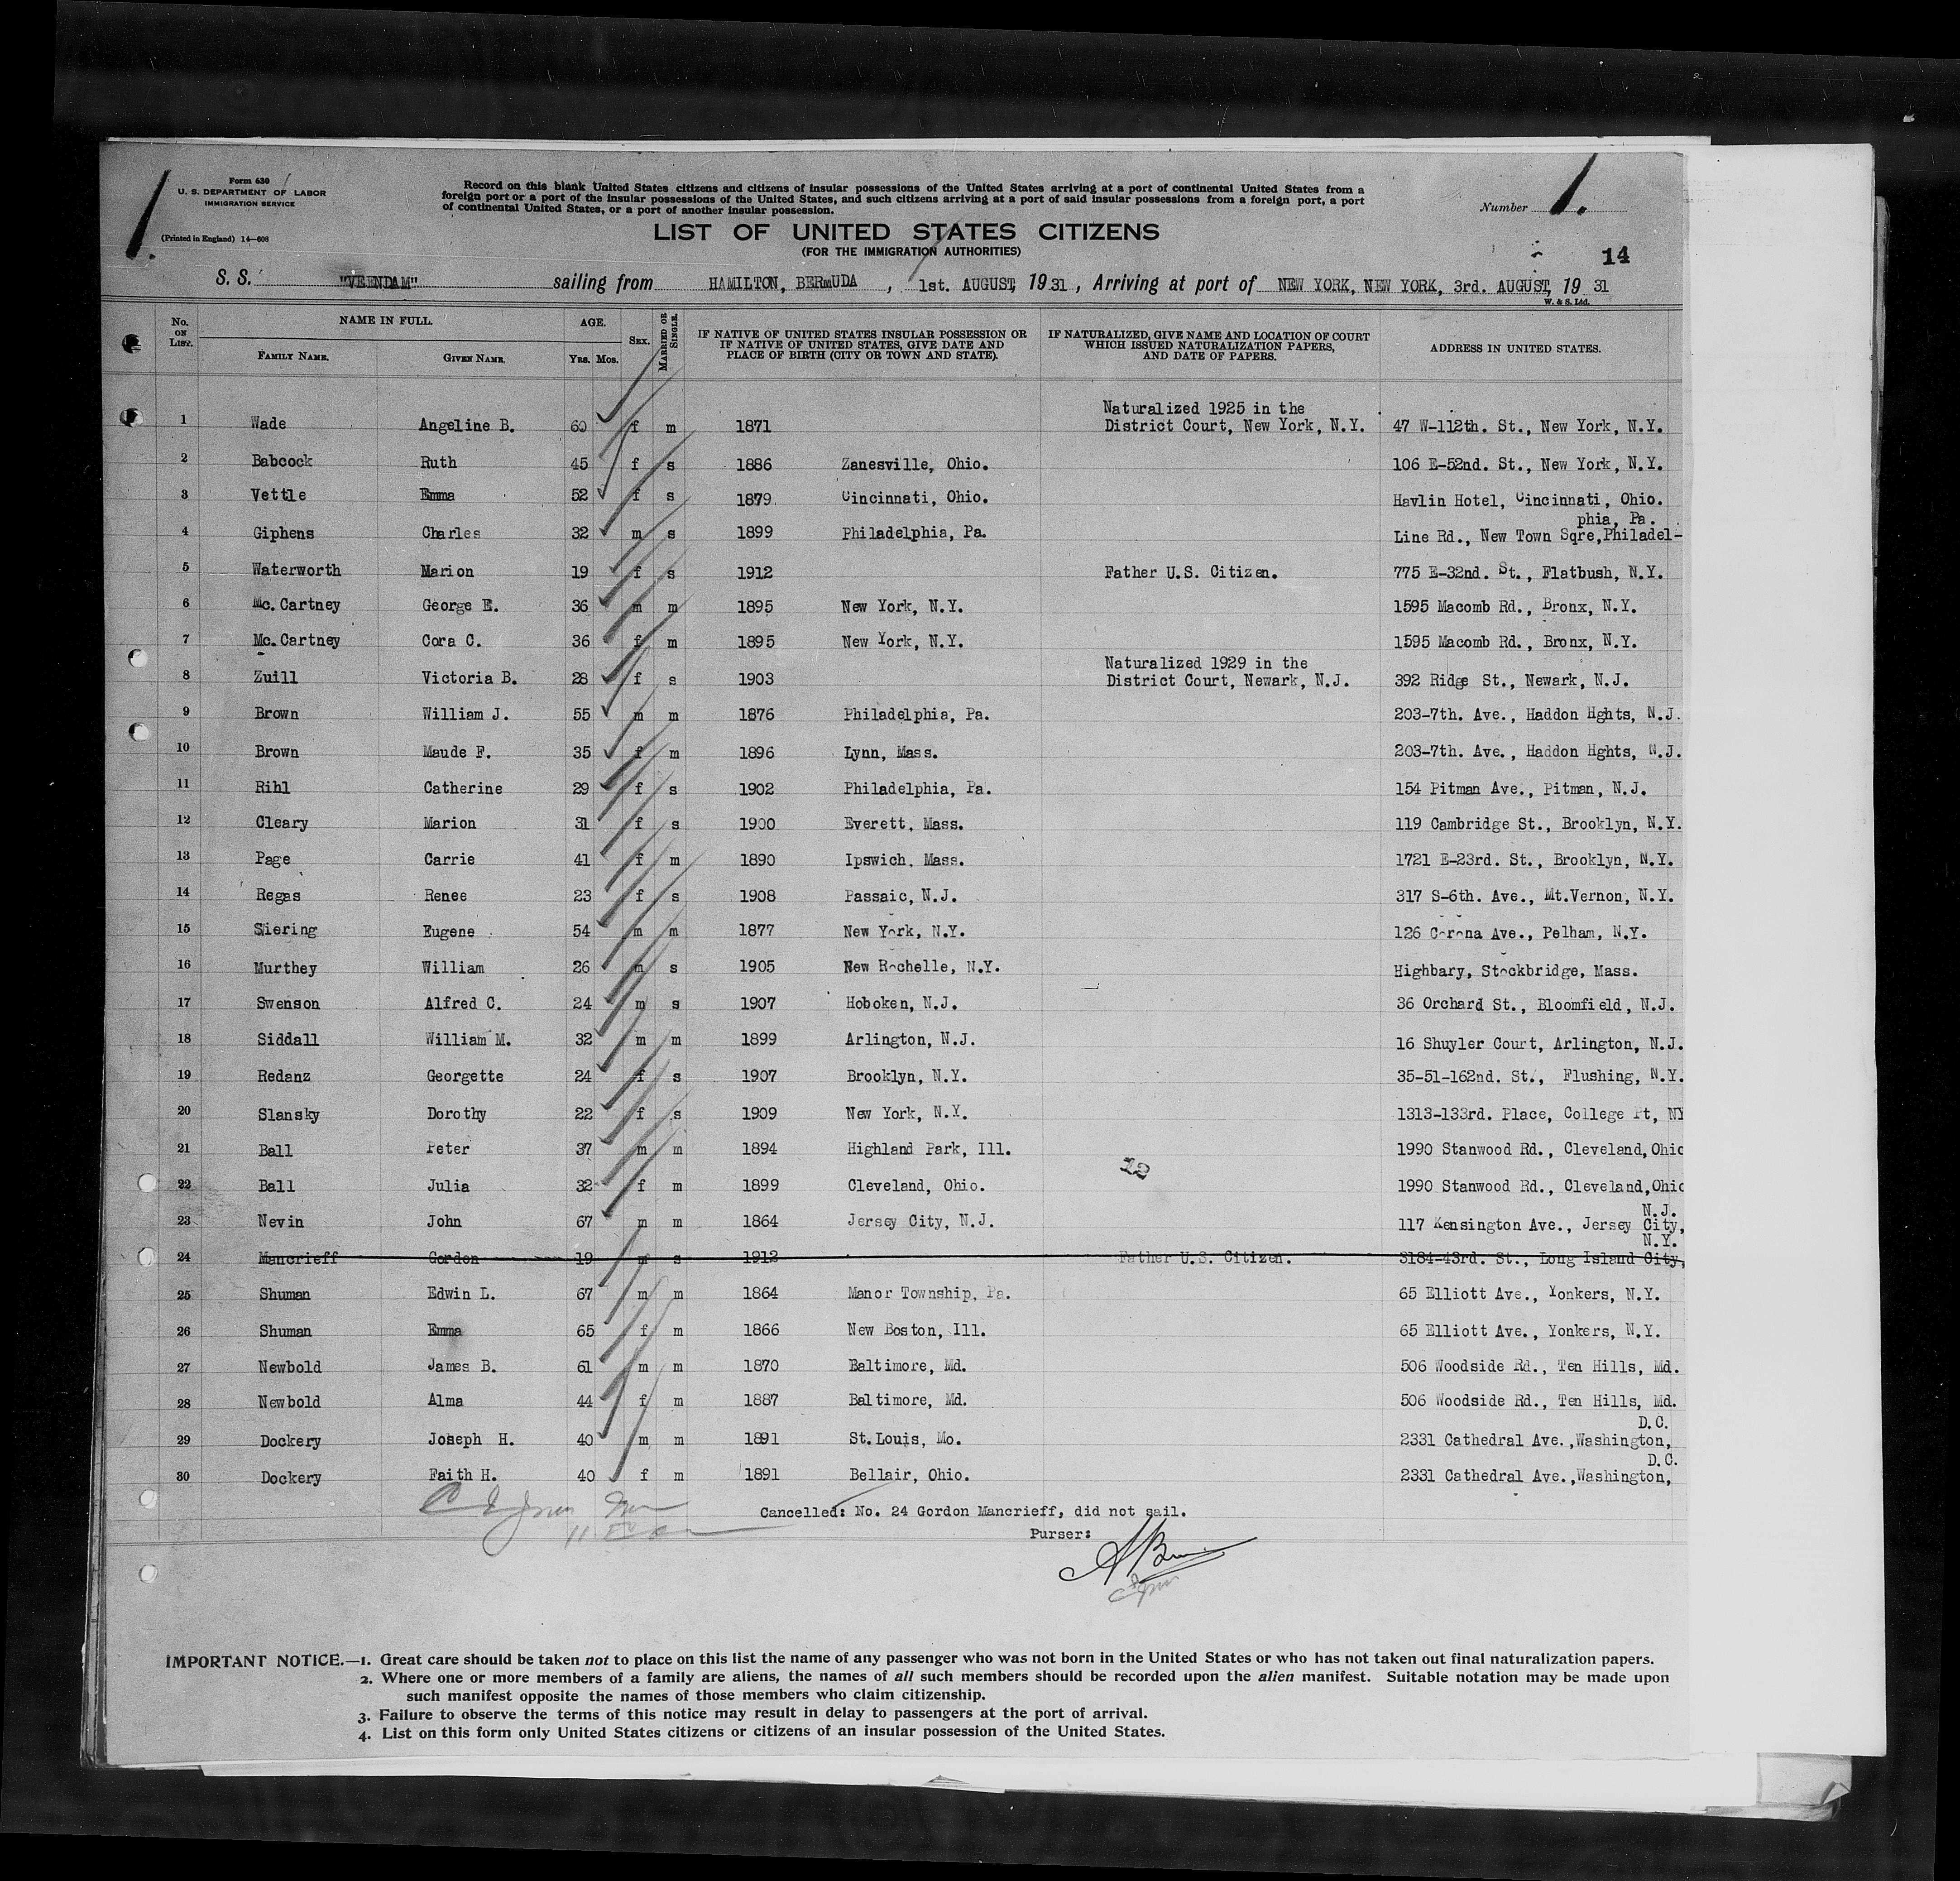 Form 630
U. S. DEPARTMENT OF LABOR
IMMIGRATION SERVICE
(Printed in England) 14—608
1.
Record on this blank United States citizens and citizens of insular possessions of the United States arriving at a port of continental United States from a
foreign port or a port of the insular possessions of the United States, and such citizens arriving at a port of said insular possessions from a foreign port, a port
of continental United States, or a port of another insular possession.
Number 1.
LIST OF UNITED STATES CITIZENS
(FOR THE IMMIGRATION AUTHORITIES)
14
S. S. "VEENDAM" sailing from HAMILTON, BERMUDA, 1st. AUGUST, 1931, Arriving at port of NEW YORK, NEW YORK, 3rd. AUGUST, 1931
W. & S. Ltd.
No. ON LIST. NAME IN FULL. FAMILY NAME. GIVEN NAME. AGE. YRS. MOS. SEX. MARRIED OR SINGLE. IF NATIVE OF UNITED STATES INSULAR POSSESSION OR IF NATIVE OF UNITED STATES, GIVE DATE AND PLACE OF BIRTH (CITY OR TOWN AND STATE). IF NATURALIZED, GIVE NAME AND LOCATION OF COURT WHICH ISSUED NATURALIZATION PAPERS, AND DATE OF PAPERS. ADDRESS IN UNITED STATES.
Naturalized 1925 in the
1 Wade Angeline B. 60 f m 1871 District Court, New York, N.Y. 47 W-112th. St., New York, N.Y.
2 Babcock Ruth 45 f s 1886 Zanesville, Ohio. 106 E-52nd. St., New York, N.Y.
3 Vettle Emma 52 f s 1879 Cincinnati, Ohio. Havlin Hotel, Cincinnati, Ohio.
phia, Pa.
4 Giphens Charles 32 m s 1899 Philadelphia, Pa. Line Rd., New Town Sqre,Philadel-
5 Waterworth Marion 19 f s 1912 Father U.S. Citizen. 775 E-32nd. St., Flatbush, N.Y.
6 Mc.Cartney George E. 36 m m 1895 New York, N.Y. 1595 Macomb Rd., Bronx, N.Y.
7 Mc.Cartney Cora C. 36 f m 1895 New York, N.Y. 1595 Macomb Rd., Bronx, N.Y.
Naturalized 1929 in the
8 Zuill Victoria B. 28 f s 1903 District Court, Newark, N.J. 392 Ridge St., Newark, N.J.
9 Brown William J. 55 m m 1876 Philadelphia, Pa. 203-7th. Ave., Haddon Hghts, N.J.
10 Brown Maude F. 35 f m 1896 Lynn, Mass. 203-7th. Ave., Haddon Hghts, N.J.
11 Rihl Catherine 29 f s 1902 Philadelphia, Pa. 154 Pitman Ave., Pitman, N.J.
12 Cleary Marion 31 f s 1900 Everett, Mass. 119 Cambridge St., Brooklyn, N.Y.
13 Page Carrie 41 f m 1890 Ipswich, Mass. 1721 E-23rd. St., Brooklyn, N.Y.
14 Regas Renee 23 f s 1908 Passaic, N.J. 317 S-6th. Ave., Mt.Vernon, N.Y.
15 Sliering Eugene 54 m m 1877 New York, N.Y. 126 Corona Ave., Pelham, N.Y.
16 Murthey William 26 m s 1905 New Rochelle, N.Y. Highbary, Stockbridge, Mass.
17 Swenson Alfred C. 24 m s 1907 Hoboken, N.J. 36 Orchard St., Bloomfield, N.J.
18 Siddall William M. 32 m m 1899 Arlington, N.J. 16 Shuyler Court, Arlington, N.J.
19 Redanz Georgette 24 f s 1907 Brooklyn, N.Y. 35-51-162nd. St., Flushing, N.Y.
20 Slansky Dorothy 22 f s 1909 New York, N.Y. 1313-133rd. Place, College Pt, NY
21 Ball Peter 37 m m 1894 Highland Park, Ill. 1990 Stanwood Rd., Cleveland,Ohio
12
22 Ball Julia 32 f m 1899 Cleveland, Ohio. 1990 Stanwood Rd., Cleveland,Ohio
N.J.
23 Nevin John 67 m m 1864 Jersey City, N.J. 117 Kensington Ave., Jersey City,
N.Y.
24 Mancrieff Gordon 19 m s 1912 Father U.S. Citizen. 3184-43rd. St., Long Island City,
25 Shuman Edwin L. 67 m m 1864 Manor Township, Pa. 65 Elliott Ave., Yonkers, N.Y.
26 Shuman Emma 65 f m 1866 New Boston, Ill. 65 Elliott Ave., Yonkers, N.Y.
27 Newbold James B. 61 m m 1870 Baltimore, Md. 506 Woodside Rd., Ten Hills, Md.
28 Newbold Alma 44 f m 1887 Baltimore, Md. 506 Woodside Rd., Ten Hills, Md.
D.C.
29 Dockery Joseph H. 40 m m 1891 St.Louis, Mo. 2331 Cathedral Ave.,Washington,
D.C.
30 Dockery Faith H. 40 f m 1891 Bellair, Ohio. 2331 Cathedral Ave.,Washington,
Cancelled: No. 24 Gordon Mancrieff, did not sail.
Purser:
IMPORTANT NOTICE.—1. Great care should be taken not to place on this list the name of any passenger who was not born in the United States or who has not taken out final naturalization papers.
2. Where one or more members of a family are aliens, the names of all such members should be recorded upon the alien manifest. Suitable notation may be made upon
such manifest opposite the names of those members who claim citizenship.
3. Failure to observe the terms of this notice may result in delay to passengers at the port of arrival.
4. List on this form only United States citizens or citizens of an insular possession of the United States.